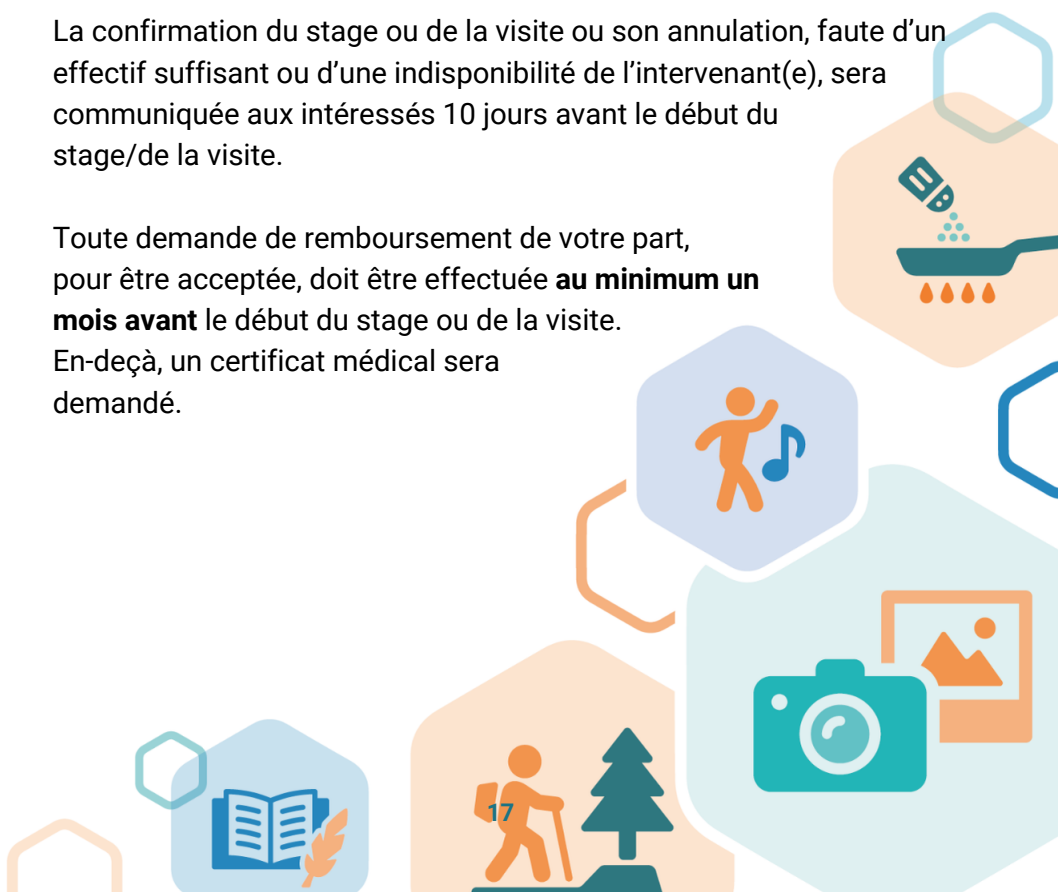 La confirmation du stage ou de la visite ou son annulation, faute d’un
effectif suffisant ou d’une indisponibilité de l’intervenant(e), sera
communiquée aux intéressés 10 jours avant le début du
stage/de la visite.
Toute demande de remboursement de votre part,
pour être acceptée, doit être effectuée au minimum un
mois avant le début du stage ou de la visite.
En-deçà, un certificat médical sera
demandé.
17